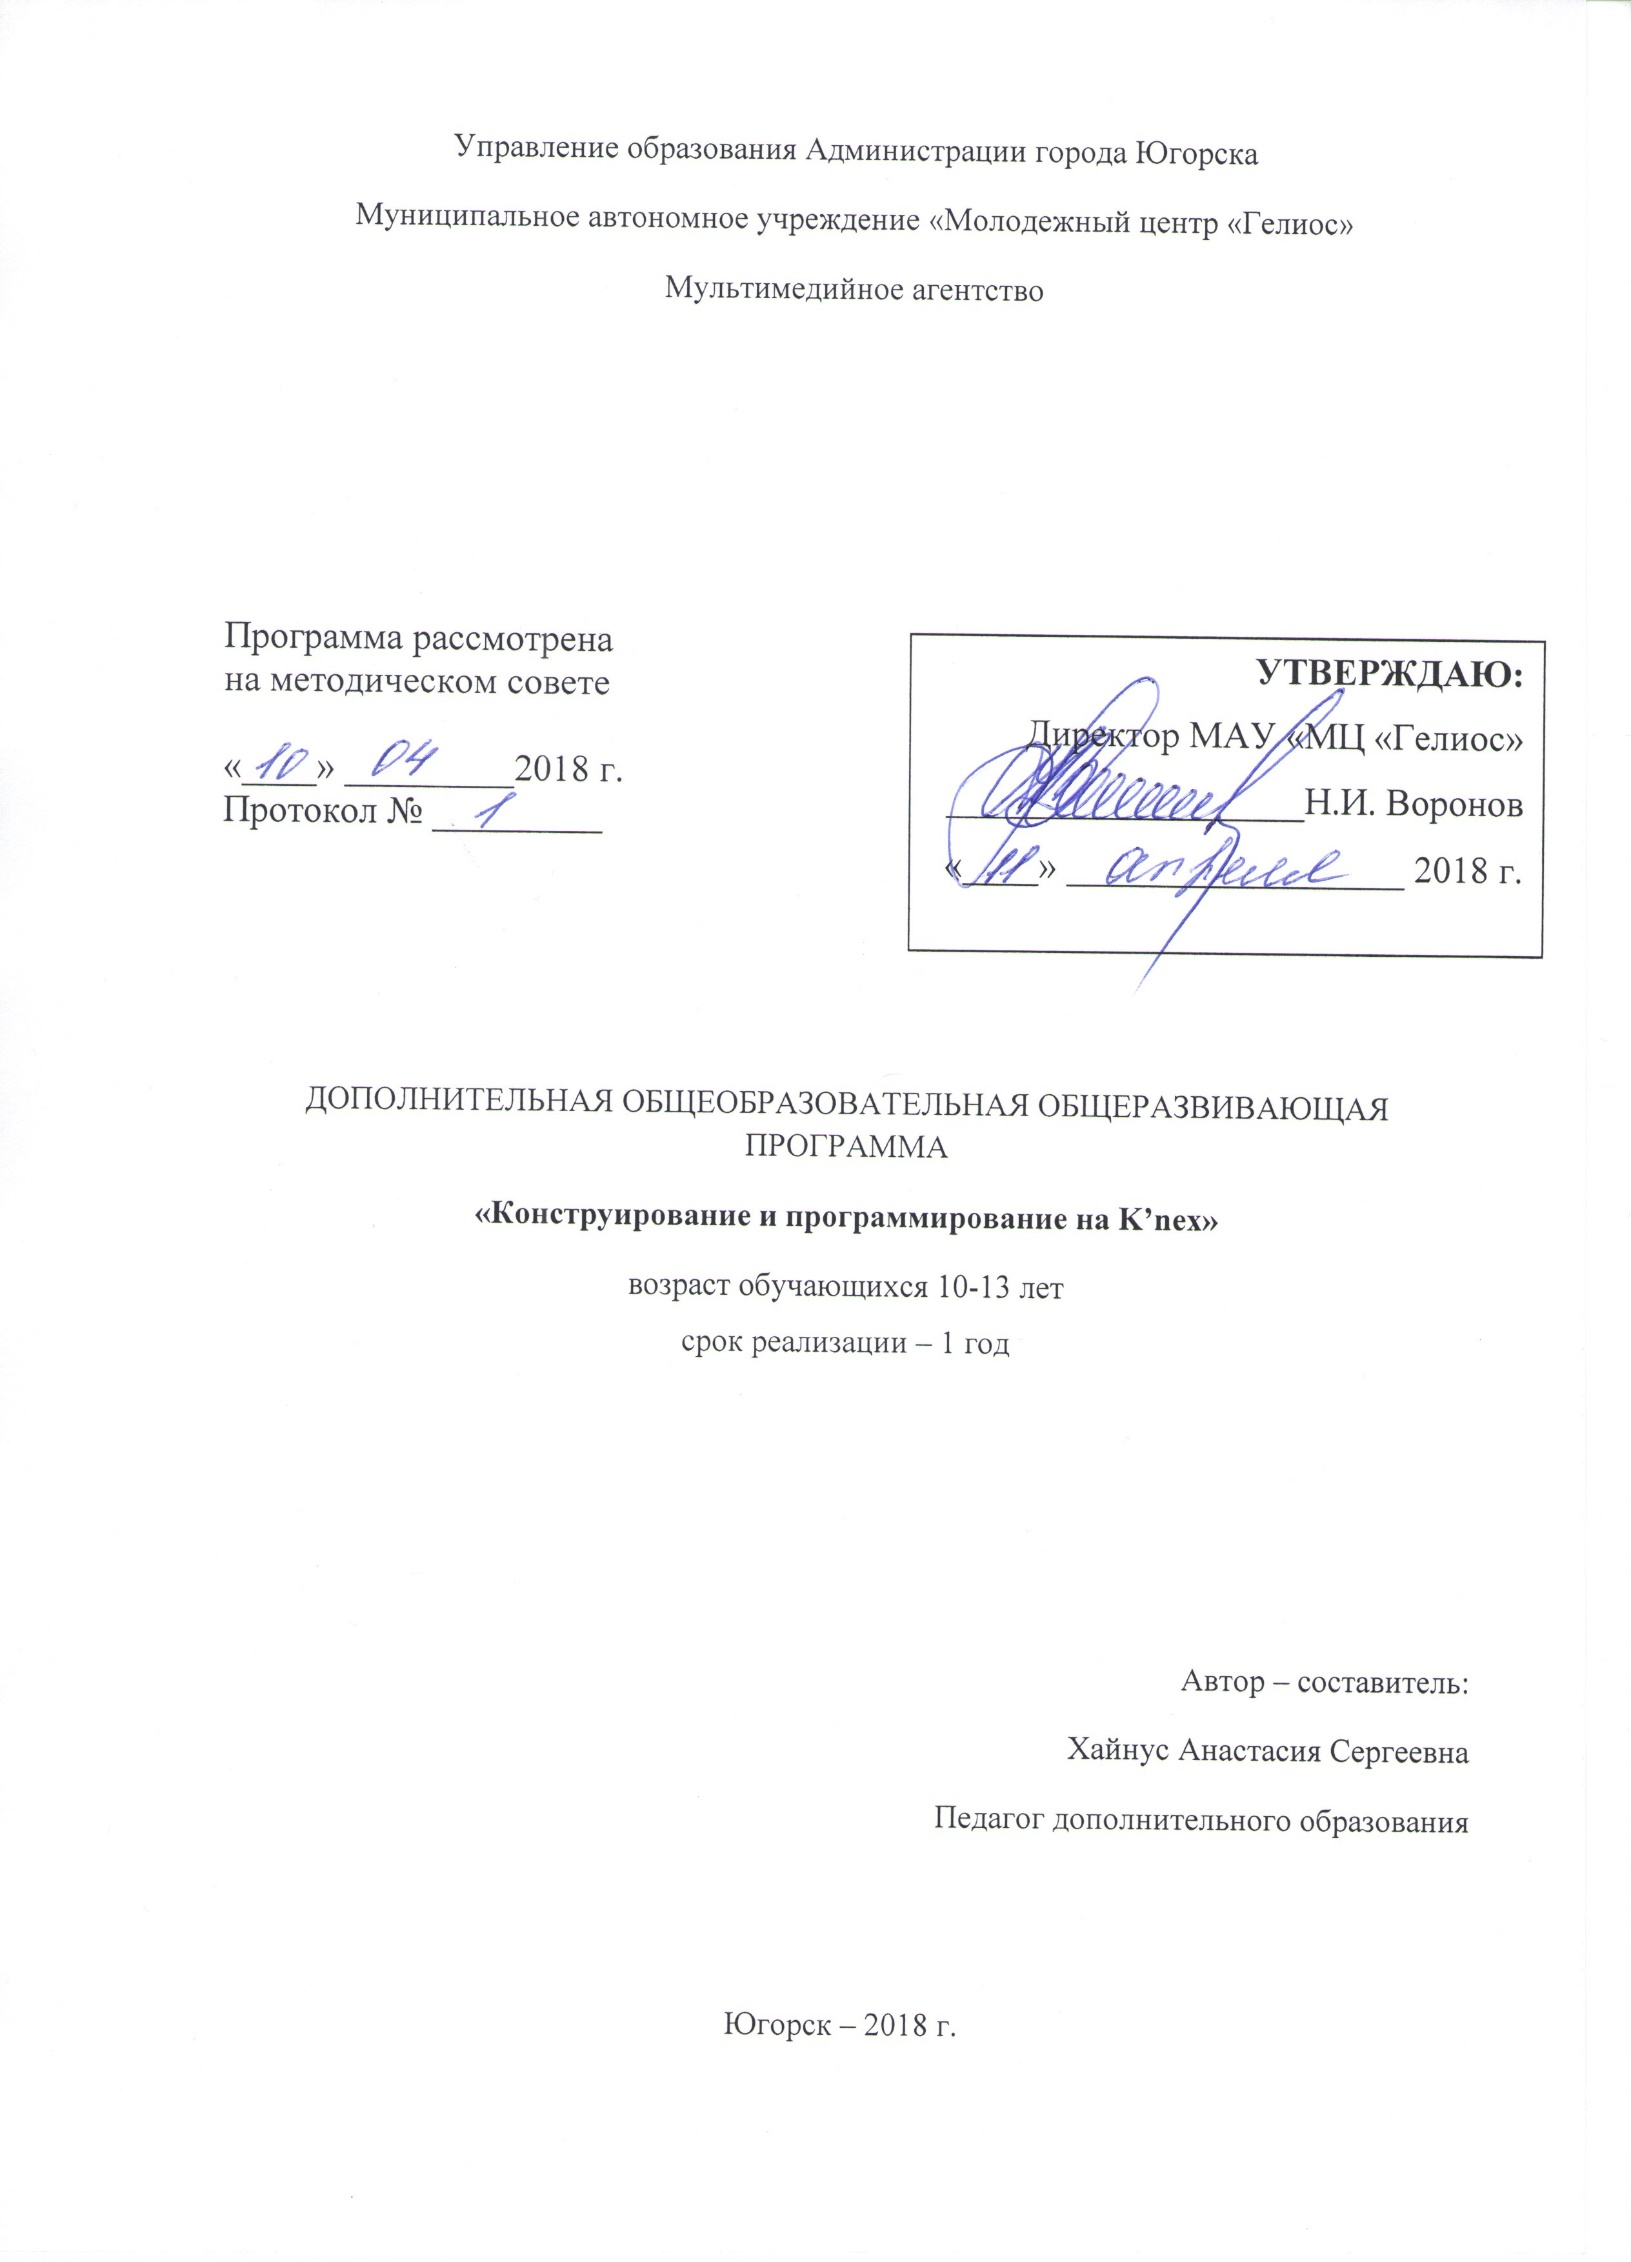 Управление образования Администрации города Югорска
Муниципальное автономное учреждение «Молодежный центр «Гелиос»
Мультимедийное агентство
Программа рассмотрена
на методическом совете
«10» 04 2018 г.
Протокол № 1
УТВЕРЖДАЮ:
Директор МАУ «МЦ «Гелиос»
Н.И. Воронов
«11» апреля 2018 г.
ДОПОЛНИТЕЛЬНАЯ ОБЩЕОБРАЗОВАТЕЛЬНАЯ ОБЩЕРАЗВИВАЮЩАЯ
ПРОГРАММА
«Конструирование и программирование на K’nex»
возраст обучающихся 10-13 лет
срок реализации – 1 год
Автор – составитель:
Хайнус Анастасия Сергеевна
Педагог дополнительного образования
Югорск – 2018 г.